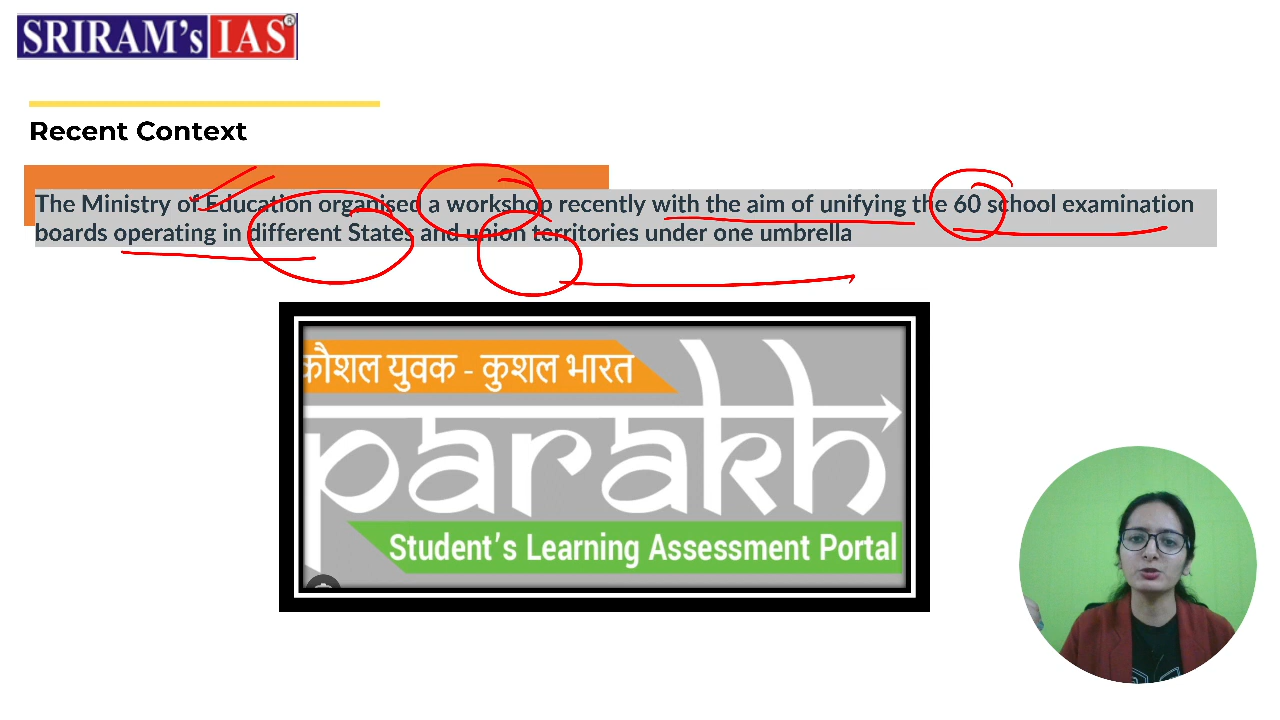 SRIRAM's IAS®
Recent Context
The Ministry of Education organised a workshop recently with the aim of unifying the 60 school examination
boards operating in different States and union territories under one umbrella
कौशल युवक - कुशल भारत
parakh
Student's Learning Assessment Portal